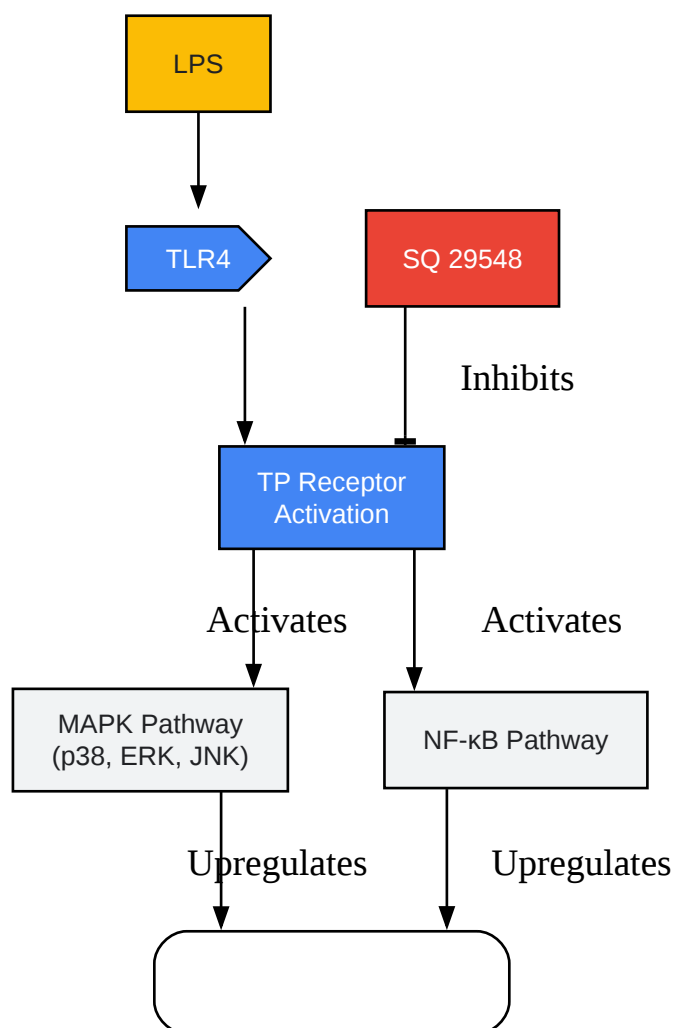 LPS
TLR4
SQ 29548
Inhibits
TP Receptor
Activation
Activates
Activates
MAPK Pathway
(p38, ERK, JNK)
NF-κB Pathway
Upregulates
Upregulates